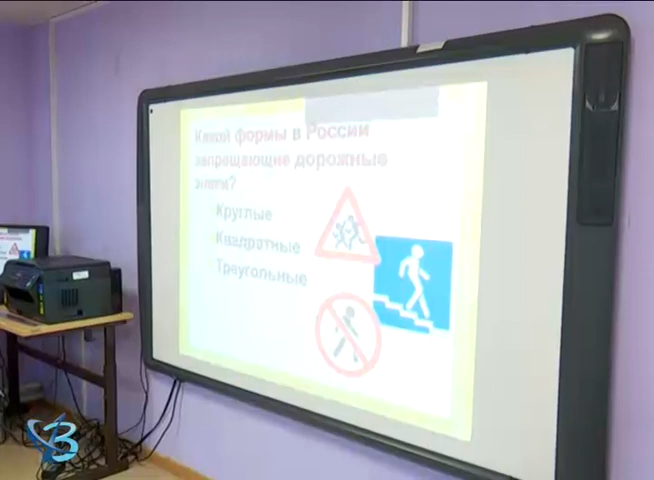 Какой формы в России
запрещающие дорожные
знаки?
Круглые
Квадратные
Треугольные